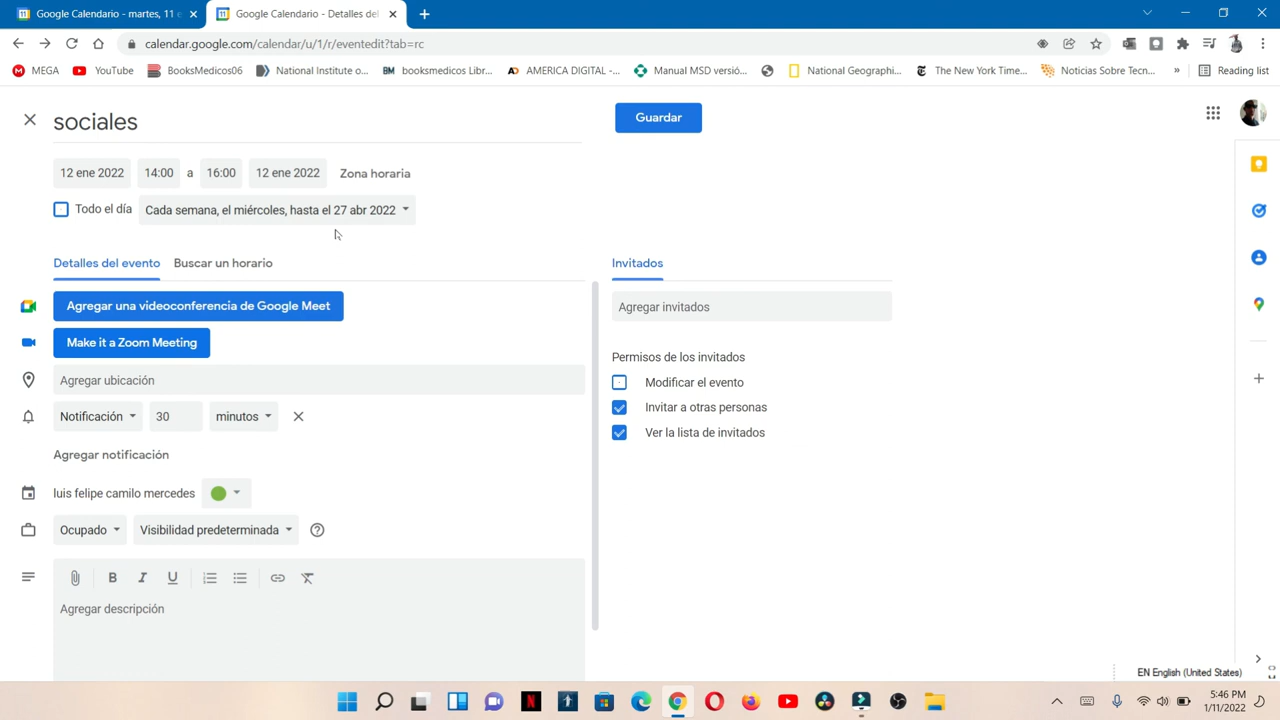 Google Calendario - martes, 11 e
Google Calendario - Detalles del
calendar.google.com/calendar/u/1/r/eventedit?tab=rc
MEGA
YouTube
BooksMedicos06
National Institute o...
booksmedicos Libr...
AMERICA DIGITAL -...
Manual MSD versió...
National Geographi...
The New York Time...
Noticias Sobre Tecn...
»
Reading list
sociales
Guardar
12 ene 2022 14:00 a 16:00 12 ene 2022 Zona horaria
Todo el día Cada semana, el miércoles, hasta el 27 abr 2022
Detalles del evento Buscar un horario
Invitados
Agregar una videoconferencia de Google Meet
Agregar invitados
Make it a Zoom Meeting
Permisos de los invitados
Agregar ubicación
Modificar el evento
Notificación 30 minutos
Invitar a otras personas
Ver la lista de invitados
Agregar notificación
luis felipe camilo mercedes
Ocupado Visibilidad predeterminada
B I U
Agregar descripción
EN English (United States)
5:46 PM
1/11/2022